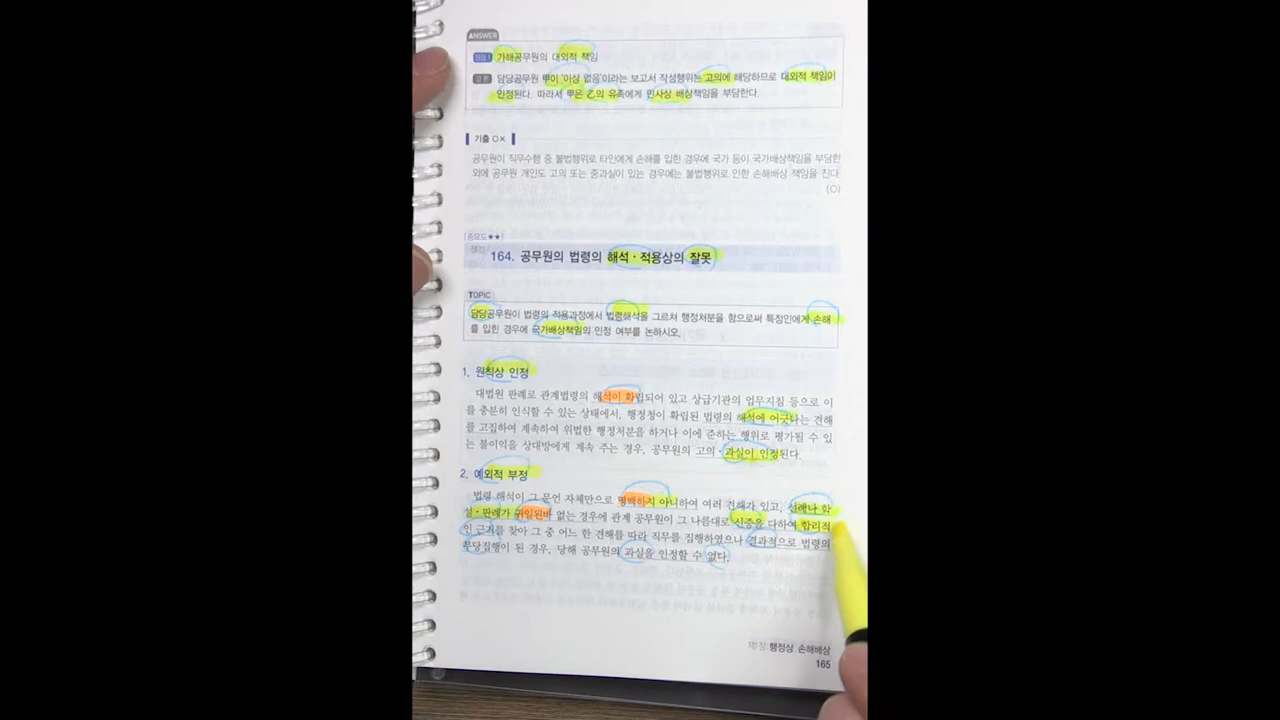 ANSWER
쟁점 1 가해공무원의 대외적 책임
결 론 담당공무원 甲이 '이상 없음'이라는 보고서 작성행위는 고의에 해당하므로 대외적 책임이
인정된다. 따라서 甲은 乙의 유족에게 민사상 배상책임을 부담한다.
기출 O×
공무원이 직무수행 중 불법행위로 타인에게 손해를 입힌 경우에 국가 등이 국가배상책임을 부담한
외에 공무원 개인도 고의 또는 중과실이 있는 경우에는 불법행위로 인한 손해배상 책임을 진다.
(O)
[중요도★★]
쟁점 164. 공무원의 법령의 해석·적용상의 잘못
TOPIC
담당공무원이 법령의 적용과정에서 법령해석을 그르쳐 행정처분을 함으로써 특정인에게 손해
를 입힌 경우에 국가배상책임의 인정 여부를 논하시오.
1. 원칙상 인정
대법원 판례로 관계법령의 해석이 확립되어 있고 상급기관의 업무지침 등으로 이
를 충분히 인식할 수 있는 상태에서, 행정청이 확립된 법령의 해석에 어긋나는 견해
를 고집하여 계속하여 위법한 행정처분을 하거나 이에 준하는 행위로 평가될 수 있
는 불이익을 상대방에게 계속 주는 경우, 공무원의 고의·과실이 인정된다.
2. 예외적 부정
법령 해석이 그 문언 자체만으로 명백하지 아니하여 여러 견해가 있고, 선례나 학
설·판례가 귀일된바 없는 경우에 관계 공무원이 그 나름대로 신중을 다하여 합리적
인 근거를 찾아 그 중 어느 한 견해를 따라 직무를 집행하였으나 결과적으로 법령의
부당집행이 된 경우, 당해 공무원의 과실을 인정할 수 없다.
제1장 행정상 손해배상
165